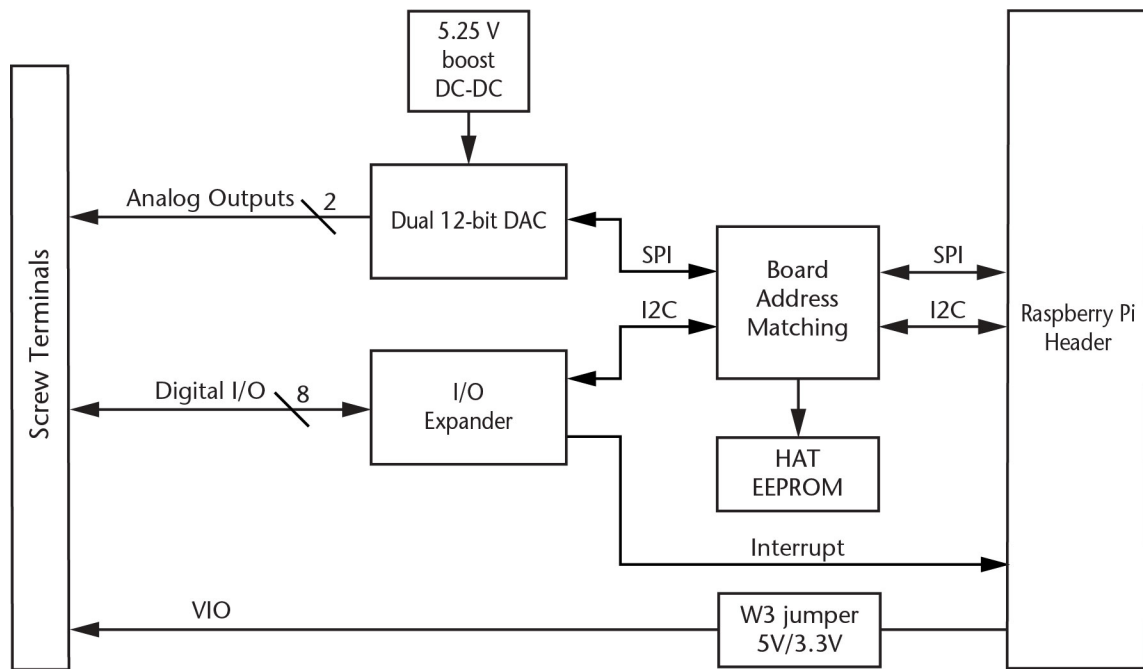 5.25 V
boost
DC-DC
Analog Outputs
2
Dual 12-bit DAC
SPI
Board
Address
Matching
SPI
I2C
I2C
Raspberry Pi
Header
Screw Terminals
Digital I/O
8
I/O
Expander
HAT
EEPROM
Interrupt
VIO
W3 jumper
5V/3.3V